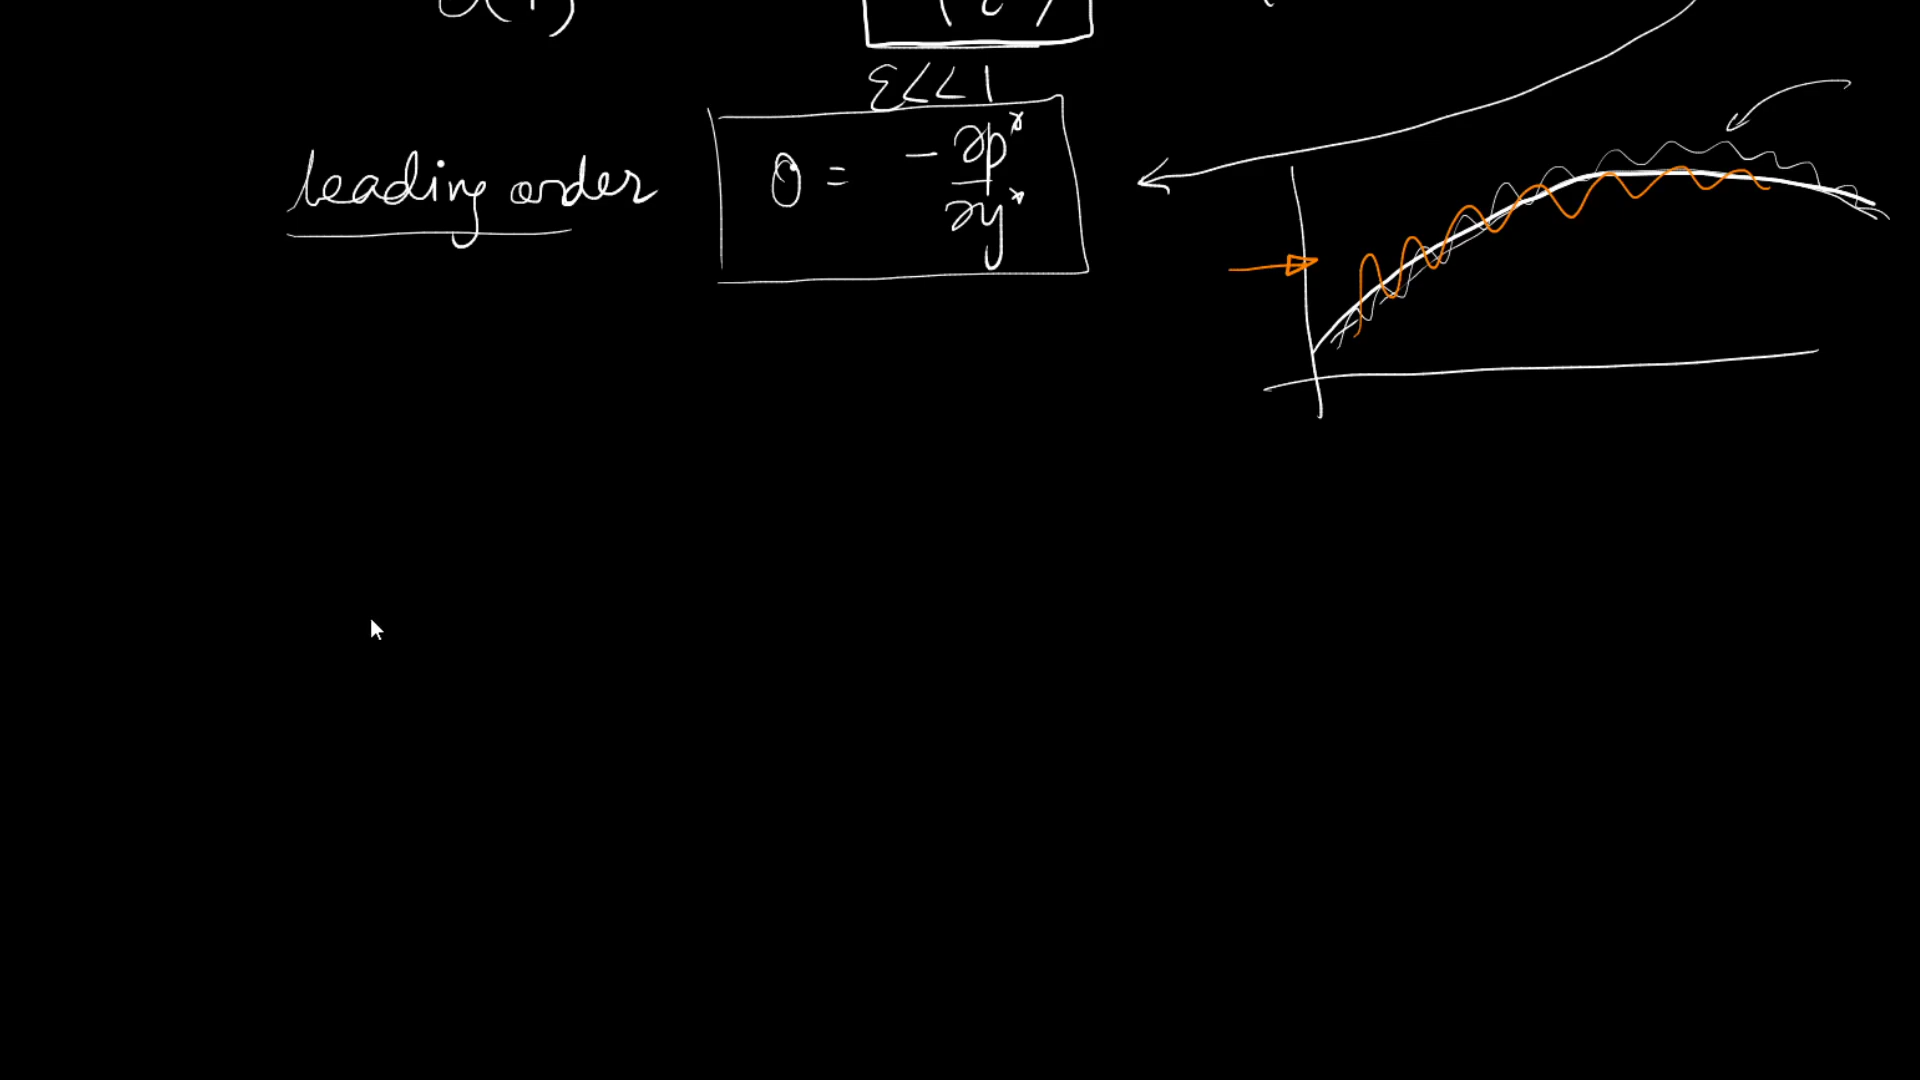 ε<<1
leading order 0 = - ∂p* / ∂y*